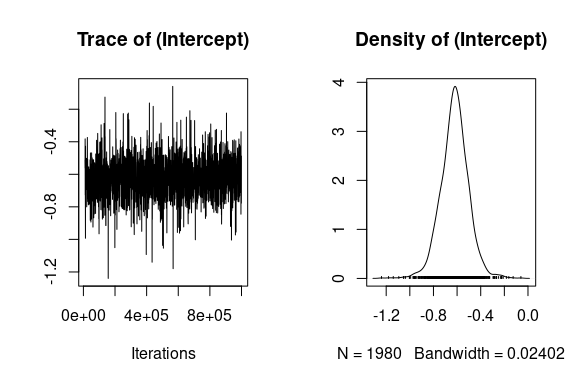 Trace of (Intercept)
-0.4
-0.8
-1.2
0e+00 4e+05 8e+05
Iterations
Density of (Intercept)
4
3
2
1
0
-1.2 -0.8 -0.4 0.0
N = 1980 Bandwidth = 0.02402